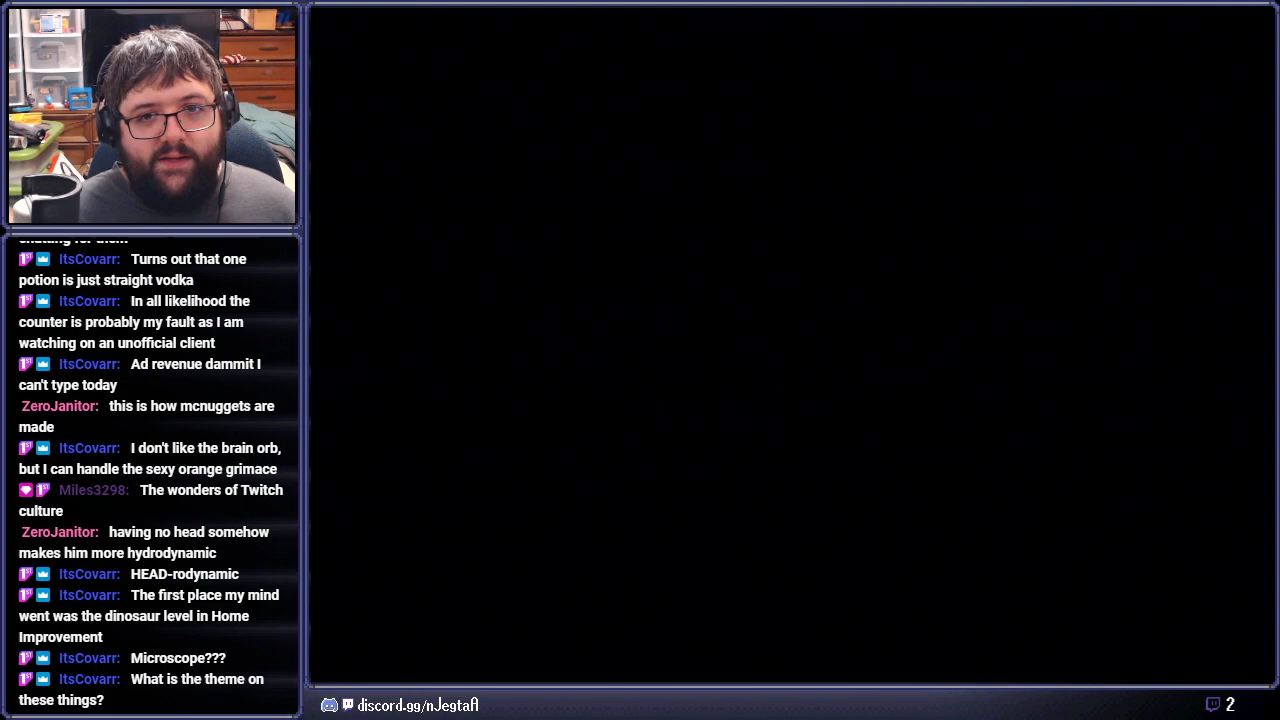 ItsCovarr: Turns out that one
potion is just straight vodka
ItsCovarr: In all likelihood the
counter is probably my fault as I am
watching on an unofficial client
ItsCovarr: Ad revenue dammit I
can't type today
ZeroJanitor: this is how mcnuggets are
made
ItsCovarr: I don't like the brain orb,
but I can handle the sexy orange grimace
Miles3298: The wonders of Twitch
culture
ZeroJanitor: having no head somehow
makes him more hydrodynamic
ItsCovarr: HEAD-rodynamic
ItsCovarr: The first place my mind
went was the dinosaur level in Home
Improvement
ItsCovarr: Microscope???
ItsCovarr: What is the theme on
these things?
discord.gg/nJegtafl
2